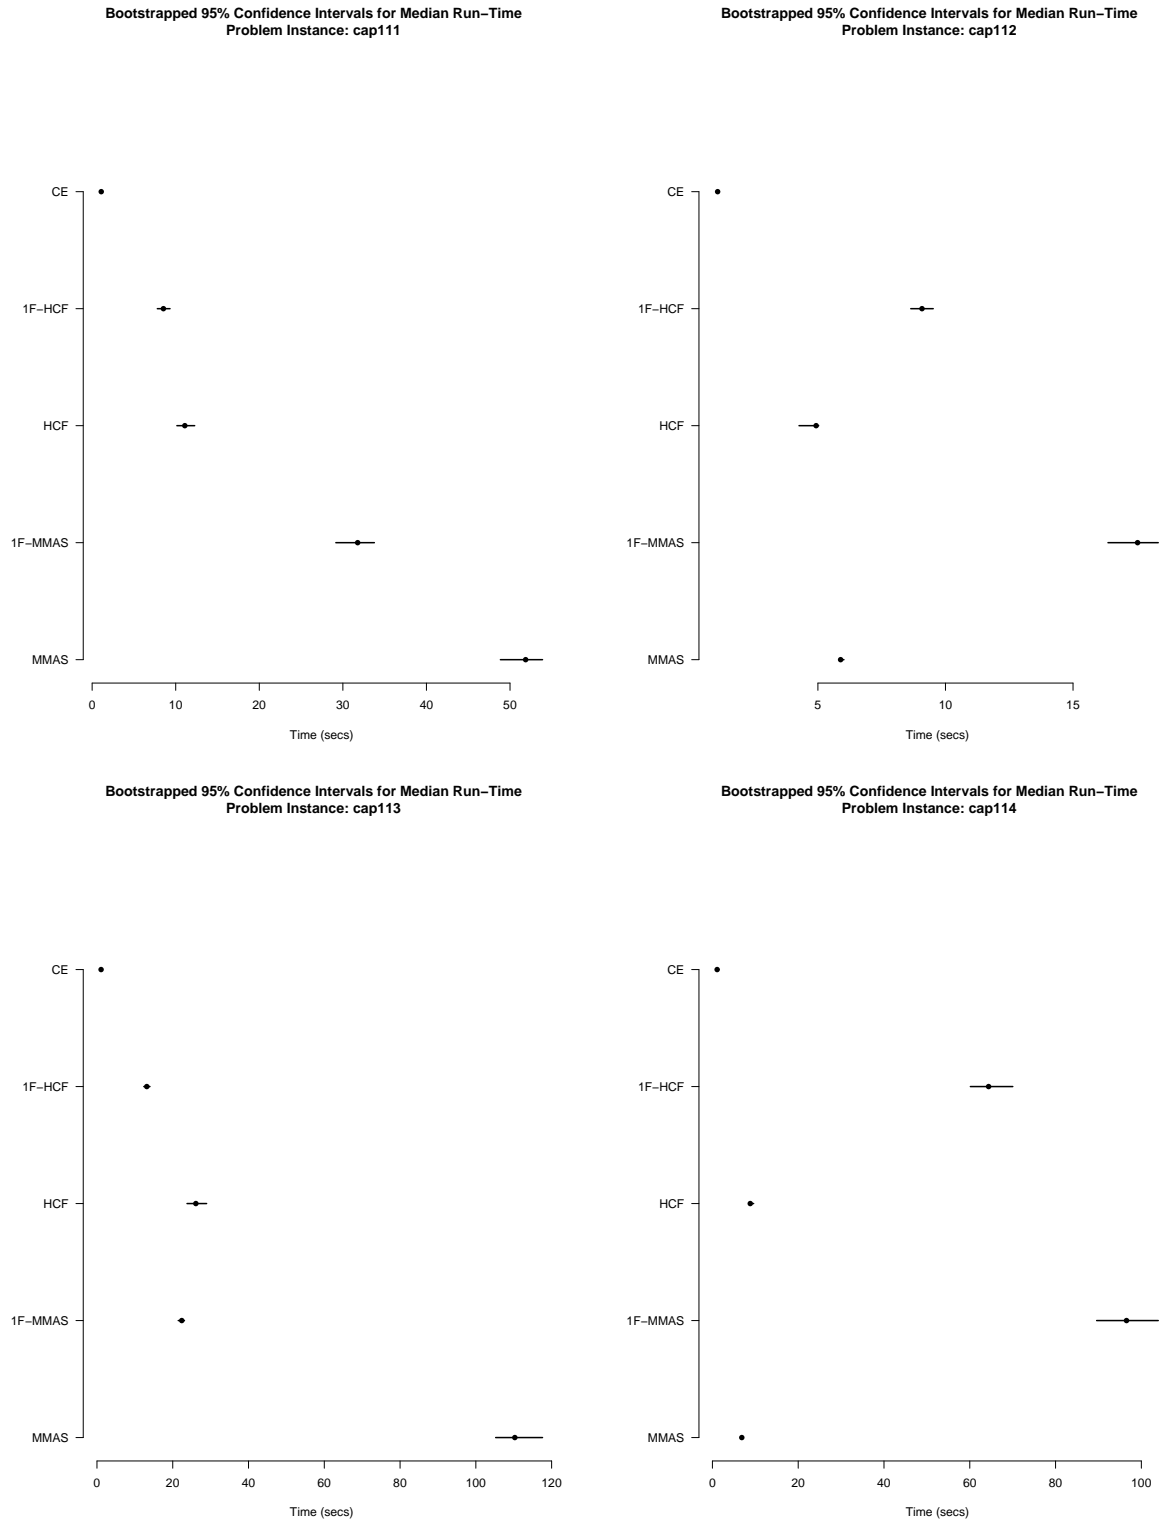 Bootstrapped 95% Confidence Intervals for Median Run−Time
Problem Instance: cap111
CE
1F−HCF
HCF
1F−MMAS
MMAS
0 10 20 30 40 50
Time (secs)
Bootstrapped 95% Confidence Intervals for Median Run−Time
Problem Instance: cap112
CE
1F−HCF
HCF
1F−MMAS
MMAS
5 10 15
Time (secs)
Bootstrapped 95% Confidence Intervals for Median Run−Time
Problem Instance: cap113
CE
1F−HCF
HCF
1F−MMAS
MMAS
0 20 40 60 80 100 120
Time (secs)
Bootstrapped 95% Confidence Intervals for Median Run−Time
Problem Instance: cap114
CE
1F−HCF
HCF
1F−MMAS
MMAS
0 20 40 60 80 100
Time (secs)